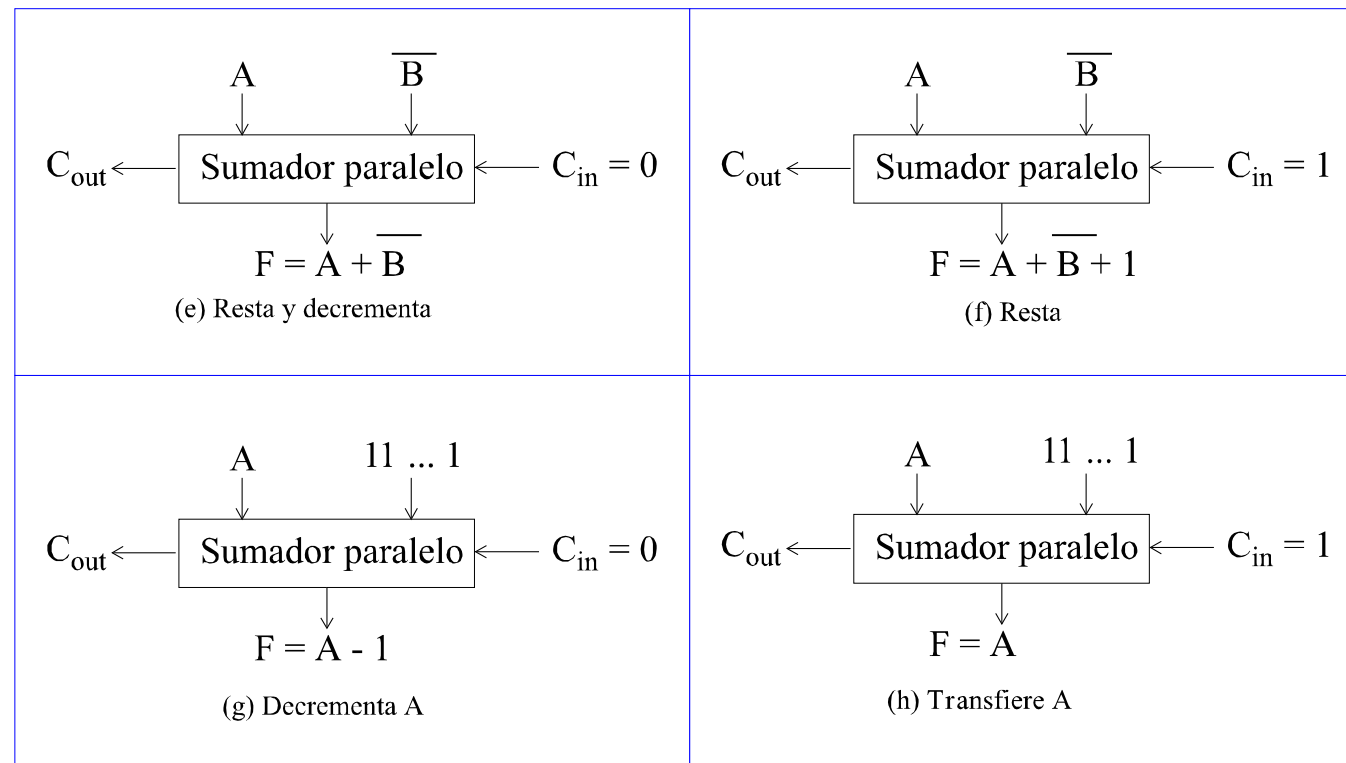 A B̅
C_out Sumador paralelo C_in = 0
F = A + B̅
(e) Resta y decrementa
A B̅
C_out Sumador paralelo C_in = 1
F = A + B̅ + 1
(f) Resta
A 11 ... 1
C_out Sumador paralelo C_in = 0
F = A - 1
(g) Decrementa A
A 11 ... 1
C_out Sumador paralelo C_in = 1
F = A
(h) Transfiere A